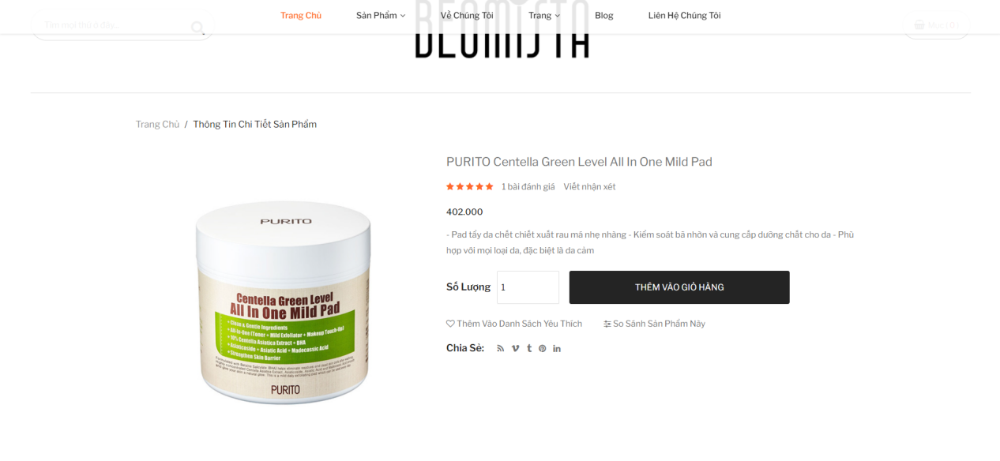 Trang Chủ Sản Phẩm Về Chúng Tôi Trang Blog Liên Hệ Chúng Tôi
Tìm mọi thứ ở đây...
Mục ( 0 )
Trang Chủ / Thông Tin Chi Tiết Sản Phẩm
PURITO Centella Green Level All In One Mild Pad
1 bài đánh giá Viết nhận xét
402.000
- Pad tẩy da chết chiết xuất rau má nhẹ nhàng - Kiểm soát bã nhờn và cung cấp dưỡng chất cho da - Phù
hợp với mọi loại da, đặc biệt là da cảm
Số Lượng 1 THÊM VÀO GIỎ HÀNG
Thêm Vào Danh Sách Yêu Thích So Sánh Sản Phẩm Này
Chia Sẻ:
PURITO
Centella Green Level
All In One Mild Pad
• Clean & Gentle Ingredients
• All-in-One (Toner + Mild Exfoliator + Makeup Touch-Up)
• 10% Centella Asiatica Extract + BHA
• Asiaticoside + Asiatic Acid + Madecassic Acid
• Strengthen Skin Barrier
PURITO